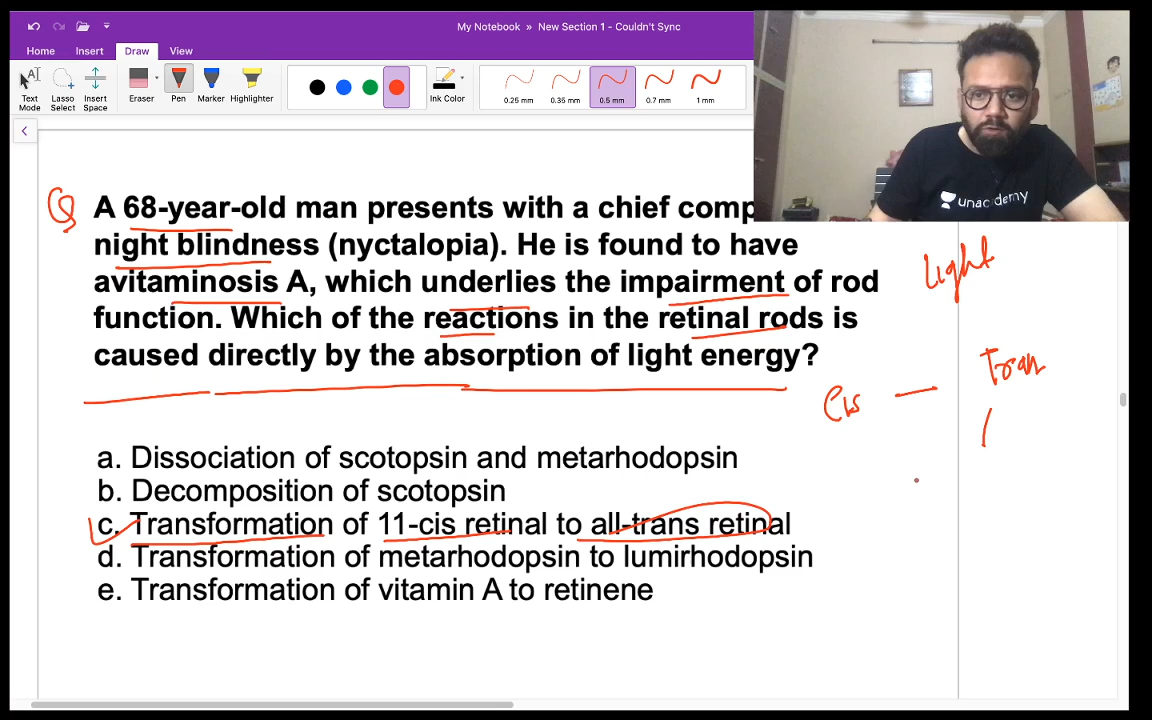 My Notebook » New Section 1 - Couldn't Sync
Home Insert Draw View
Text Mode
Lasso Select
Insert Space
Eraser
Pen
Marker
Highlighter
Ink Color
0.25 mm
0.35 mm
0.5 mm
0.7 mm
1 mm
unacademy
Q
A 68-year-old man presents with a chief comp
night blindness (nyctalopia). He is found to have
avitaminosis A, which underlies the impairment of rod
function. Which of the reactions in the retinal rods is
caused directly by the absorption of light energy?
Light
Cis — Tran
a. Dissociation of scotopsin and metarhodopsin
b. Decomposition of scotopsin
c. Transformation of 11-cis retinal to all-trans retinal
d. Transformation of metarhodopsin to lumirhodopsin
e. Transformation of vitamin A to retinene